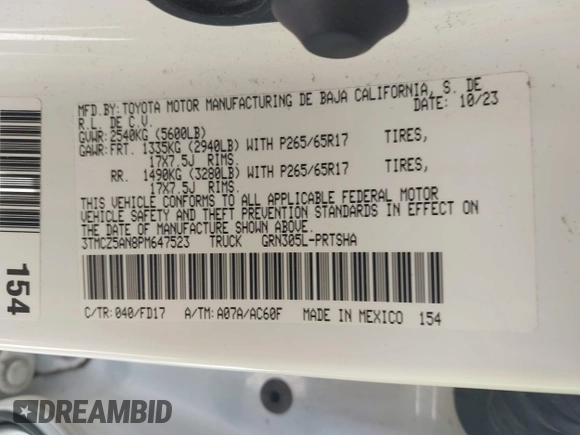 MFD.BY:TOYOTA MOTOR MANUFACTURING DE BAJA CALIFORNIA, S. DE
R.L. DE C.V. DATE: 10/23
GVWR: 2540KG (5600LB)
GAWR:FRT. 1335KG (2940LB) WITH P265/65R17 TIRES,
17X7.5J RIMS.
RR. 1490KG (3280LB) WITH P265/65R17 TIRES,
17X7.5J RIMS.
THIS VEHICLE CONFORMS TO ALL APPLICABLE FEDERAL MOTOR
VEHICLE SAFETY AND THEFT PREVENTION STANDARDS IN EFFECT ON
THE DATE OF MANUFACTURE SHOWN ABOVE.
3TMCZ5AN8PM647523 TRUCK GRN305L-PRTSHA
C/TR:040/FD17 A/TM:A07A/AC60F MADE IN MEXICO 154
154
DREAMBID